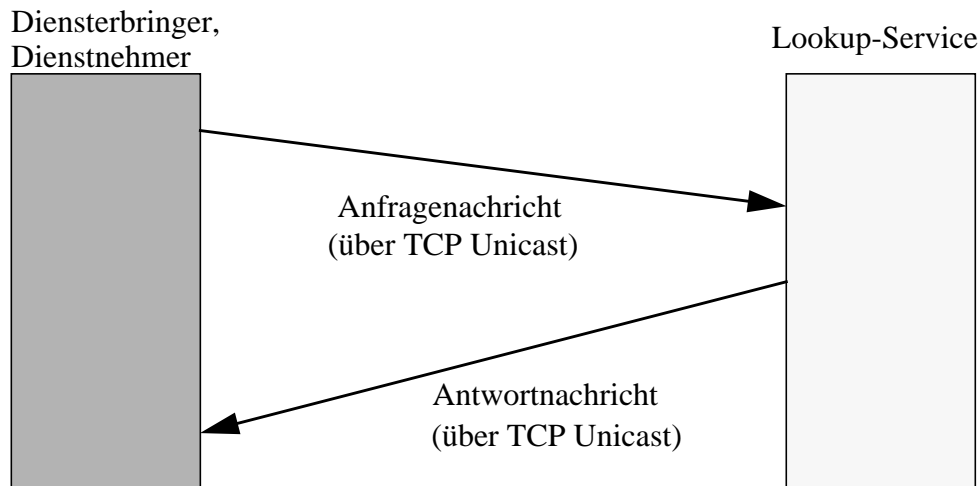 Diensterbringer,
Dienstnehmer
Lookup-Service
Anfragenachricht
(über TCP Unicast)
Antwortnachricht
(über TCP Unicast)